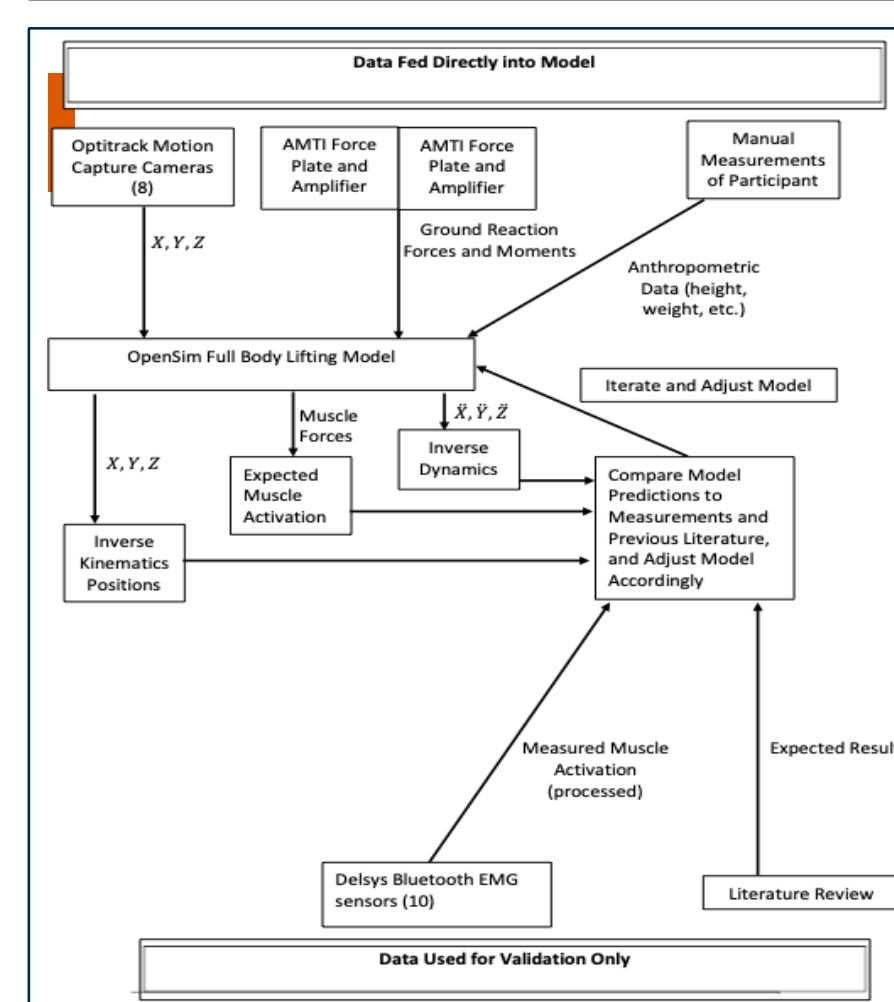 Data Fed Directly into Model
Optitrack Motion
Capture Cameras
(8)
AMTI Force
Plate and
Amplifier
AMTI Force
Plate and
Amplifier
Manual
Measurements
of Participant
X, Y, Z
Ground Reaction
Forces and Moments
Anthropometric
Data (height,
weight, etc.)
OpenSim Full Body Lifting Model
Iterate and Adjust Model
X, Y, Z
Muscle
Forces
Ẍ, Ÿ, Z̈
Inverse
Dynamics
Expected
Muscle
Activation
Inverse
Kinematics
Positions
Compare Model
Predictions to
Measurements and
Previous Literature,
and Adjust Model
Accordingly
Measured Muscle
Activation
(processed)
Expected Result
Delsys Bluetooth EMG
sensors (10)
Literature Review
Data Used for Validation Only